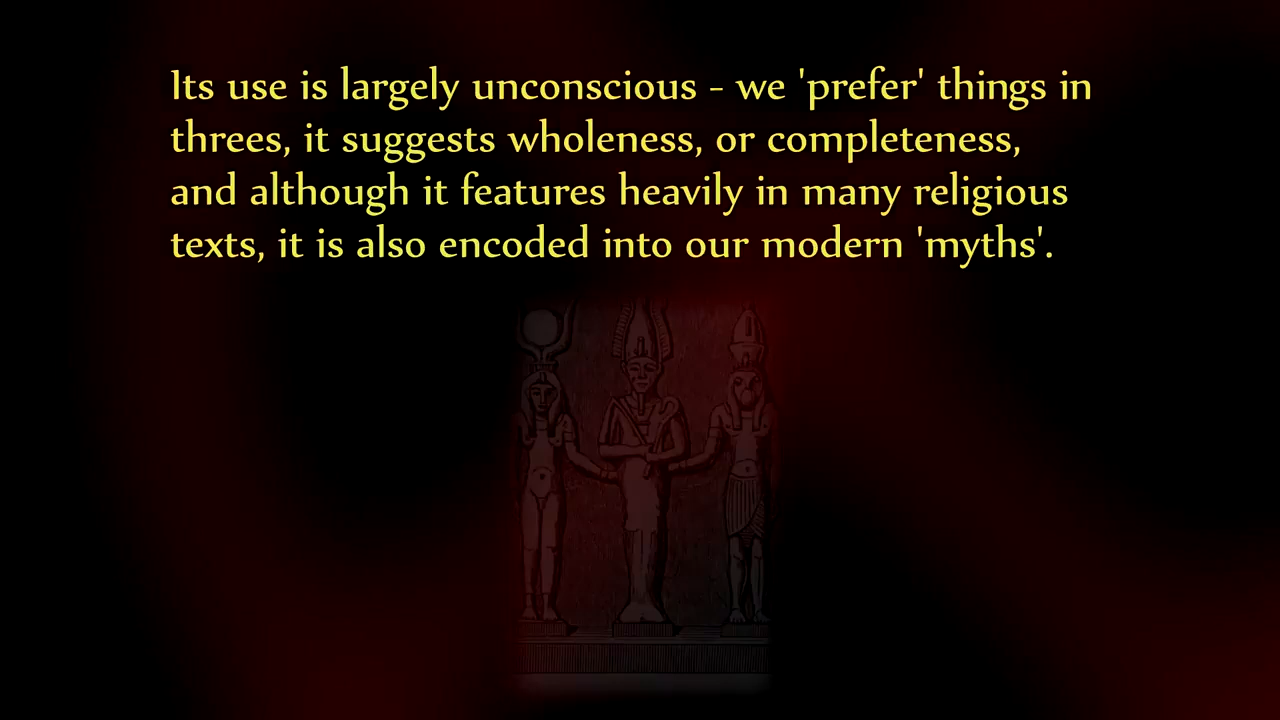 Its use is largely unconscious - we 'prefer' things in
threes, it suggests wholeness, or completeness,
and although it features heavily in many religious
texts, it is also encoded into our modern 'myths'.